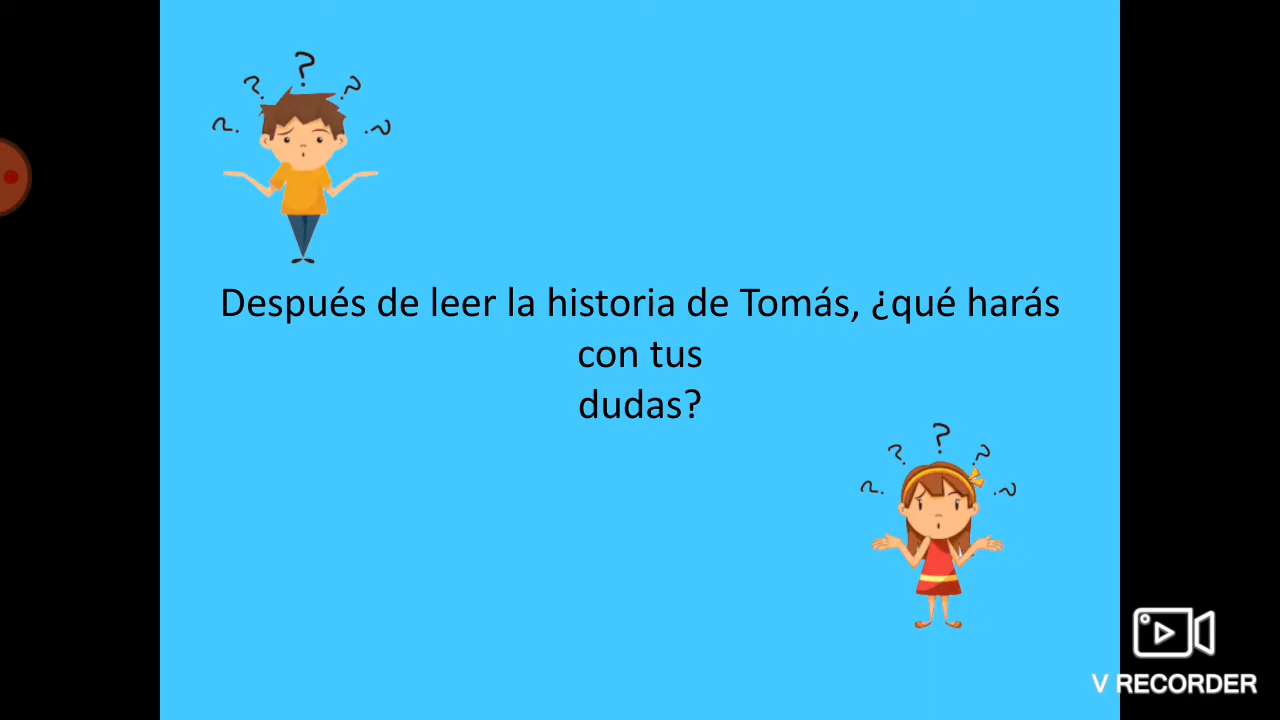 Después de leer la historia de Tomás, ¿qué harás
con tus
dudas?
V RECORDER